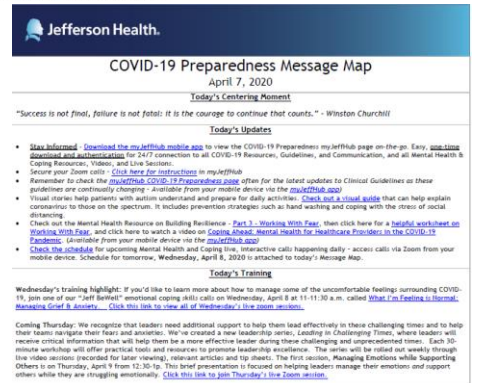 Jefferson Health.
COVID-19 Preparedness Message Map
April 7, 2020
Today's Centering Moment
"Success is not final, failure is not fatal: it is the courage to continue that counts." - Winston Churchill
Today's Updates
• Stay Informed - Download the myJeffHub mobile app to view the COVID-19 Preparedness myJeffHub page on-the-go. Easy, one-time
download and authentication for 24/7 connection to all COVID-19 Resources, Guidelines, and Communication, and all Mental Health &
Coping Resources, Videos, and Live Sessions.
• Secure your Zoom calls - Click here for instructions in myJeffHub
• Remember to check the myJeffHub COVID-19 Preparedness page often for the latest updates to Clinical Guidelines as these
guidelines are continually changing - Available from your mobile device via the myJeffHub app)
• Visual stories help patients with autism understand and prepare for daily activities. Check out a visual guide that can help explain
coronavirus to those on the spectrum. It includes prevention strategies such as hand washing and coping with the stress of social
distancing.
• Check out the Mental Health Resource on Building Resilience - Part 3 - Working With Fear, then click here for a helpful worksheet on
Working With Fear, and click here to watch a video on Coping Ahead: Mental Health for Healthcare Providers in the COVID-19
Pandemic. (Available from your mobile device via the myJeffHub app)
• Check the schedule for upcoming Mental Health and Coping live, interactive calls happening daily - access calls via Zoom from your
mobile device. Schedule for tomorrow, Wednesday, April 8, 2020 is attached to today's Message Map.
Today's Training
Wednesday's training highlight: If you'd like to learn more about how to manage some of the uncomfortable feelings surrounding COVID-
19, join one of our "Jeff BeWell" emotional coping skills calls on Wednesday, April 8 at 11-11:30 a.m. called What I'm Feeling is Normal:
Managing Grief & Anxiety. Click this link to view all of Wednesday's live zoom sessions.
Coming Thursday: We recognize that leaders need additional support to help them lead effectively in these challenging times and to help
their teams navigate their fears and anxieties. We've created a new leadership series, Leading in Challenging Times, where leaders will
receive critical information that will help them be a more effective leader during these challenging and unprecedented times. Each 30-
minute workshop will offer practical tools and resources to promote leadership excellence. The series will be rolled out weekly through
live video sessions (recorded for later viewing), relevant articles and tip sheets. The first session, Managing Emotions while Supporting
Others is on Thursday, April 9 from 12:30-1p. This brief presentation is focused on helping leaders manage their emotions and support
others while they are struggling emotionally. Click this link to join Thursday's live Zoom session.